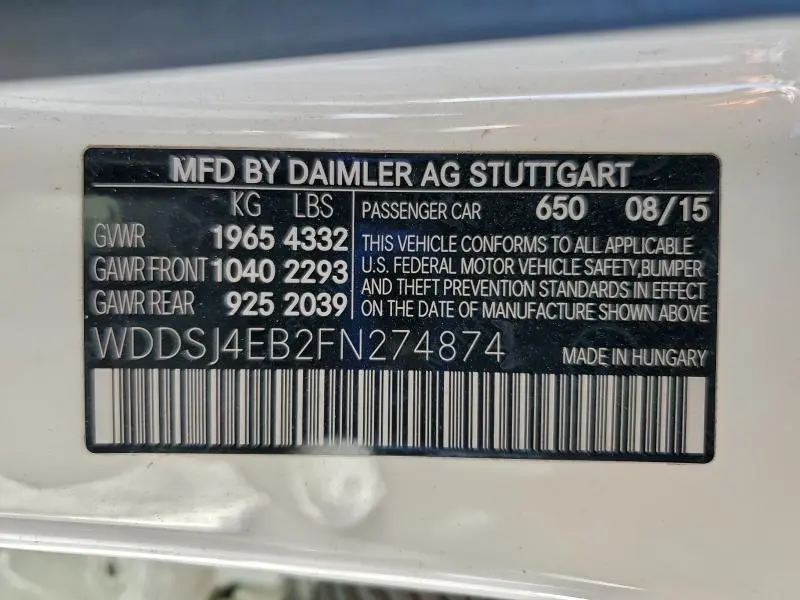 MFD BY DAIMLER AG STUTTGART
KG LBS
GVWR 1965 4332
GAWR FRONT 1040 2293
GAWR REAR 925 2039
PASSENGER CAR 650 08/15
THIS VEHICLE CONFORMS TO ALL APPLICABLE
U.S. FEDERAL MOTOR VEHICLE SAFETY, BUMPER
AND THEFT PREVENTION STANDARDS IN EFFECT
ON THE DATE OF MANUFACTURE SHOWN ABOVE
WDDSJ4EB2FN274874
MADE IN HUNGARY